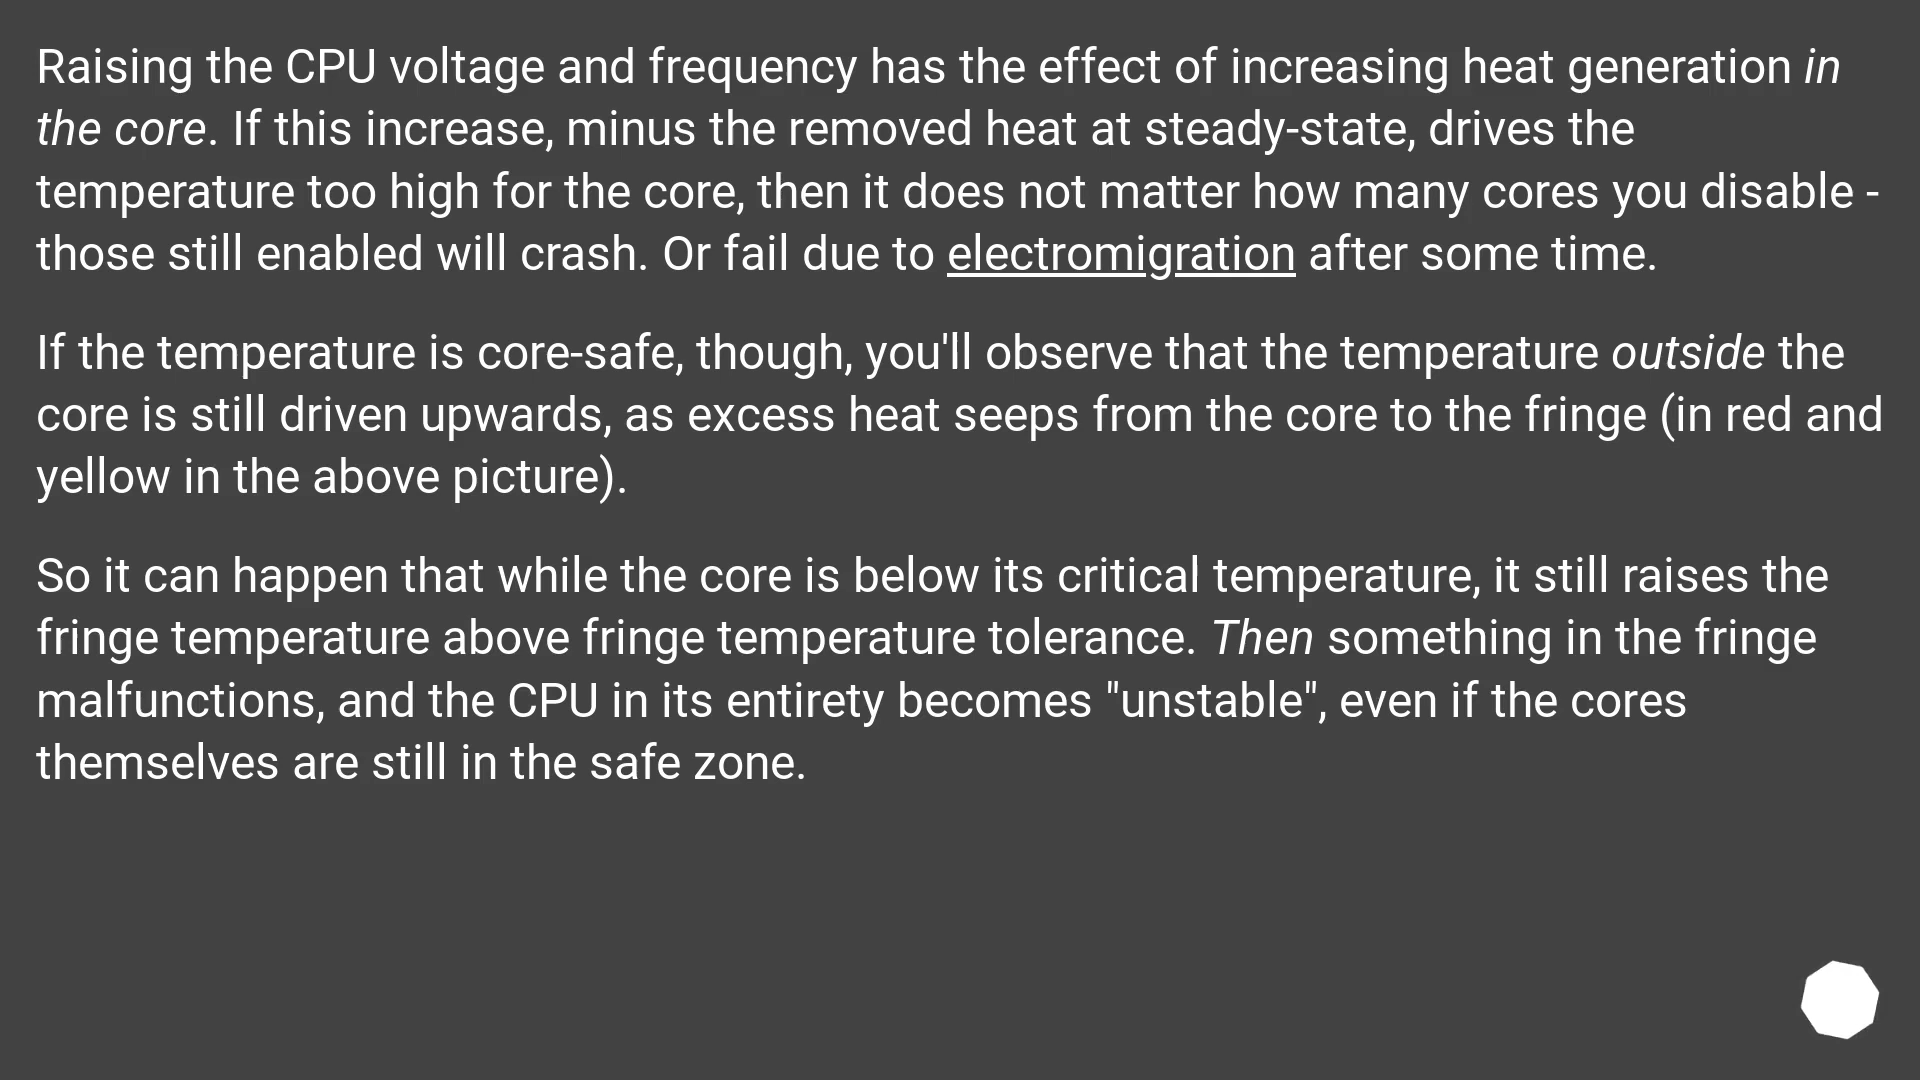 Raising the CPU voltage and frequency has the effect of increasing heat generation in
the core. If this increase, minus the removed heat at steady-state, drives the
temperature too high for the core, then it does not matter how many cores you disable -
those still enabled will crash. Or fail due to electromigration after some time.
If the temperature is core-safe, though, you'll observe that the temperature outside the
core is still driven upwards, as excess heat seeps from the core to the fringe (in red and
yellow in the above picture).
So it can happen that while the core is below its critical temperature, it still raises the
fringe temperature above fringe temperature tolerance. Then something in the fringe
malfunctions, and the CPU in its entirety becomes "unstable", even if the cores
themselves are still in the safe zone.